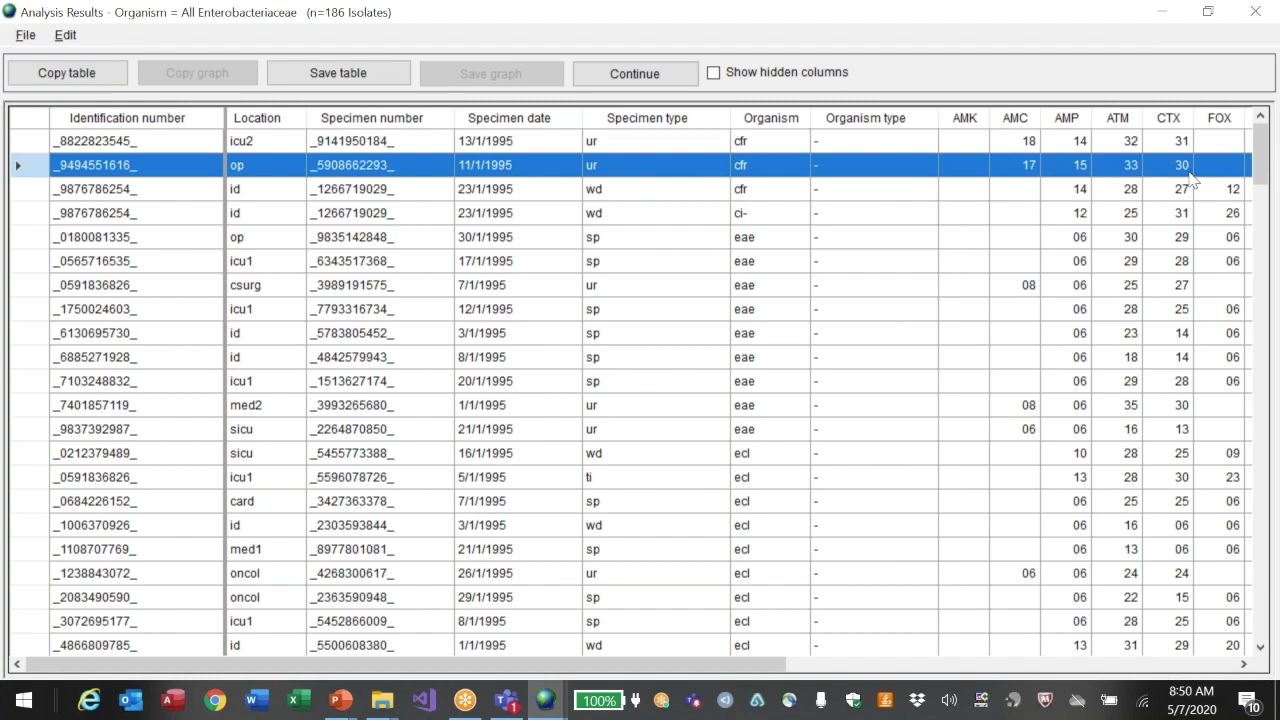 Analysis Results - Organism = All Enterobacteriaceae (n=186 Isolates)
File Edit
Copy table Copy graph Save table Save graph Continue Show hidden columns
Identification number Location Specimen number Specimen date Specimen type Organism Organism type AMK AMC AMP ATM CTX FOX
_8822823545_ icu2 _9141950184_ 13/1/1995 ur cfr - 18 14 32 31
_9494551616_ op _5908662293_ 11/1/1995 ur cfr - 17 15 33 30
_9876786254_ id _1266719029_ 23/1/1995 wd cfr - 14 28 27 12
_9876786254_ id _1266719029_ 23/1/1995 wd ci- - 12 25 31 26
_0180081335_ op _9835142848_ 30/1/1995 sp eae - 06 30 29 06
_0565716535_ icu1 _6343517368_ 17/1/1995 sp eae - 06 29 28 06
_0591836826_ csurg _3989191575_ 7/1/1995 ur eae - 08 06 25 27
_1750024603_ icu1 _7793316734_ 12/1/1995 sp eae - 06 28 25 06
_6130695730_ id _5783805452_ 3/1/1995 sp eae - 06 23 14 06
_6885271928_ id _4842579943_ 8/1/1995 sp eae - 06 18 14 06
_7103248832_ icu1 _1513627174_ 20/1/1995 sp eae - 06 29 28 06
_7401857119_ med2 _3993265680_ 1/1/1995 ur eae - 08 06 35 30
_9837392987_ sicu _2264870850_ 21/1/1995 ur eae - 06 06 16 13
_0212379489_ sicu _5455773388_ 16/1/1995 wd ecl - 10 28 25 09
_0591836826_ icu1 _5596078726_ 5/1/1995 ti ecl - 13 28 30 23
_0684226152_ card _3427363378_ 7/1/1995 sp ecl - 06 25 25 06
_1006370926_ id _2303593844_ 3/1/1995 wd ecl - 06 16 06 06
_1108707769_ med1 _8977801081_ 21/1/1995 sp ecl - 06 13 06 06
_1238843072_ oncol _4268300617_ 26/1/1995 ur ecl - 06 06 24 24
_2083490590_ oncol _2363590948_ 29/1/1995 sp ecl - 06 22 15 06
_3072695177_ icu1 _5452866009_ 8/1/1995 sp ecl - 06 28 25 06
_4866809785_ id _5500608380_ 1/1/1995 wd ecl - 13 31 29 20
100%
8:50 AM
5/7/2020
1
10